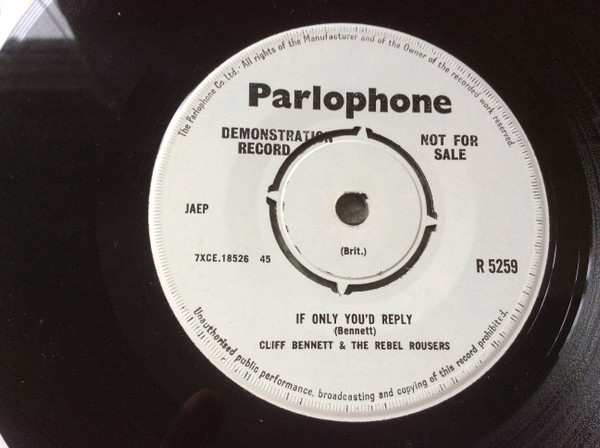 The Parlophone Co. Ltd. - All rights of the Manufacturer and of the Owner of the recorded work reserved.
Parlophone
DEMONSTRATION RECORD
NOT FOR SALE
JAEP
7XCE.18526 45
(Brit.)
R 5259
IF ONLY YOU'D REPLY
(Bennett)
CLIFF BENNETT & THE REBEL ROUSERS
Unauthorised public performance, broadcasting and copying of this record prohibited.